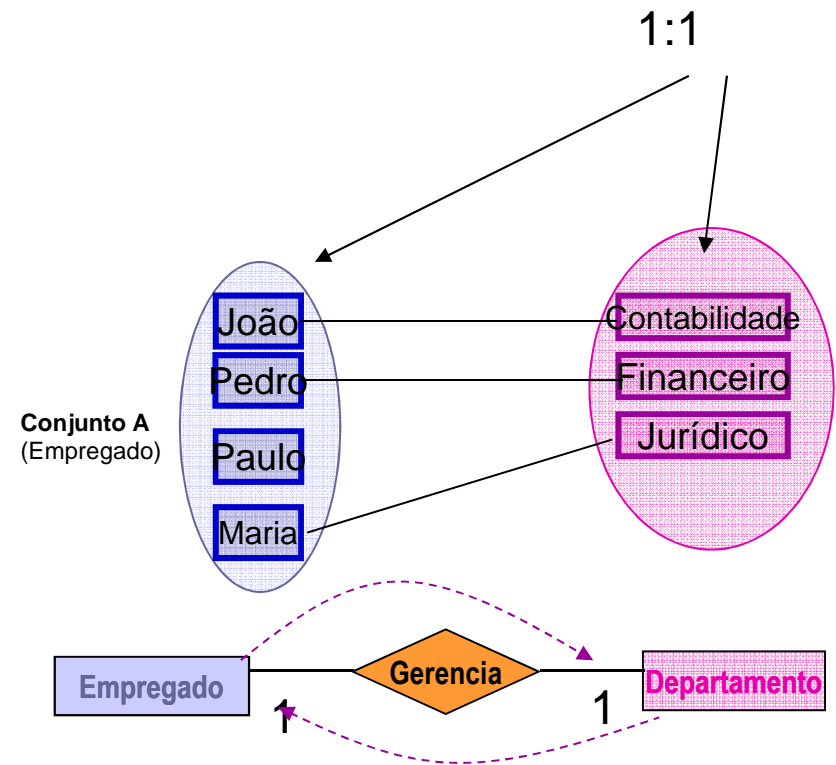 1:1
João
Contabilidade
Pedro
Financeiro
Conjunto A
(Empregado)
Paulo
Jurídico
Maria
Empregado
Gerencia
Departamento
1
1